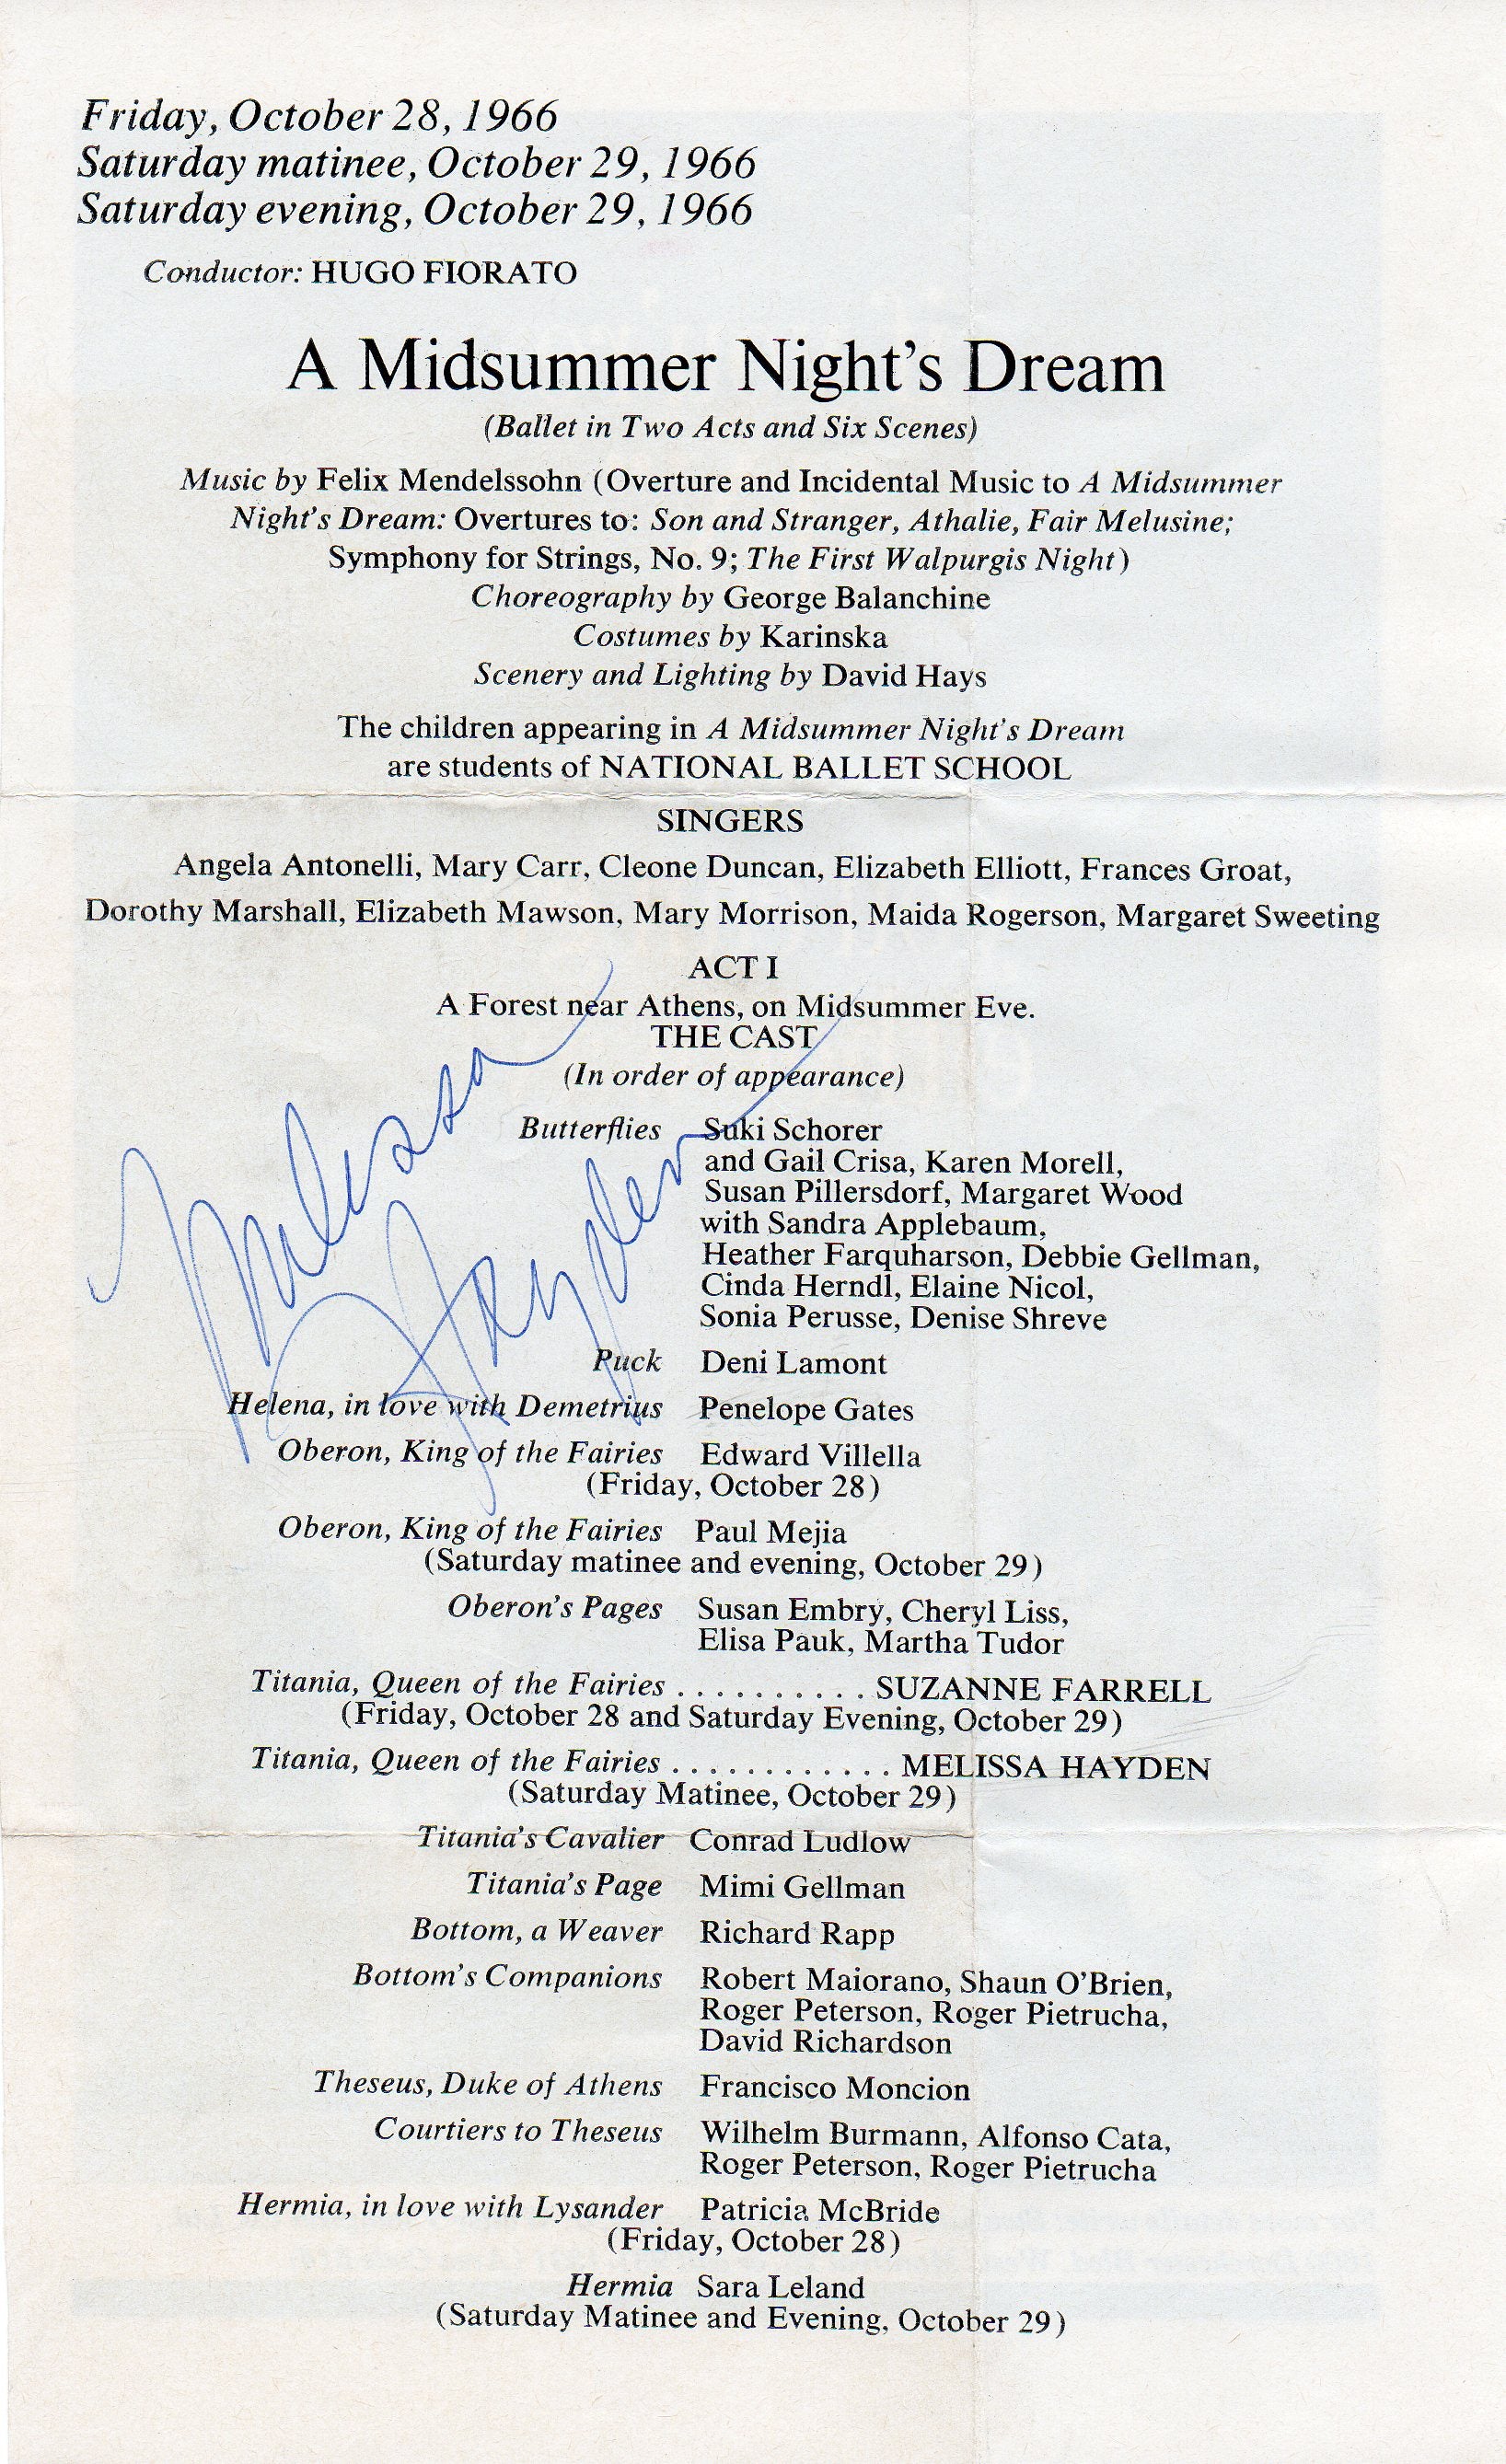 Friday, October 28, 1966
Saturday matinee, October 29, 1966
Saturday evening, October 29, 1966
Conductor: HUGO FIORATO
A Midsummer Night's Dream
(Ballet in Two Acts and Six Scenes)
Music by Felix Mendelssohn (Overture and Incidental Music to A Midsummer
Night's Dream: Overtures to: Son and Stranger, Athalie, Fair Melusine;
Symphony for Strings, No. 9; The First Walpurgis Night)
Choreography by George Balanchine
Costumes by Karinska
Scenery and Lighting by David Hays
The children appearing in A Midsummer Night's Dream
are students of NATIONAL BALLET SCHOOL
SINGERS
Angela Antonelli, Mary Carr, Cleone Duncan, Elizabeth Elliott, Frances Groat,
Dorothy Marshall, Elizabeth Mawson, Mary Morrison, Maida Rogerson, Margaret Sweeting
ACT I
A Forest near Athens, on Midsummer Eve.
THE CAST
(In order of appearance)
Melissa
Hayden
Butterflies Suki Schorer
and Gail Crisa, Karen Morell,
Susan Pillersdorf, Margaret Wood
with Sandra Applebaum,
Heather Farquharson, Debbie Gellman,
Cinda Herndl, Elaine Nicol,
Sonia Perusse, Denise Shreve
Puck Deni Lamont
Helena, in love with Demetrius Penelope Gates
Oberon, King of the Fairies Edward Villella
(Friday, October 28)
Oberon, King of the Fairies Paul Mejia
(Saturday matinee and evening, October 29)
Oberon's Pages Susan Embry, Cheryl Liss,
Elisa Pauk, Martha Tudor
Titania, Queen of the Fairies . . . . . . . . . . SUZANNE FARRELL
(Friday, October 28 and Saturday Evening, October 29)
Titania, Queen of the Fairies . . . . . . . . . . . . MELISSA HAYDEN
(Saturday Matinee, October 29)
Titania's Cavalier Conrad Ludlow
Titania's Page Mimi Gellman
Bottom, a Weaver Richard Rapp
Bottom's Companions Robert Maiorano, Shaun O'Brien,
Roger Peterson, Roger Pietrucha,
David Richardson
Theseus, Duke of Athens Francisco Moncion
Courtiers to Theseus Wilhelm Burmann, Alfonso Cata,
Roger Peterson, Roger Pietrucha
Hermia, in love with Lysander Patricia McBride
(Friday, October 28)
Hermia Sara Leland
(Saturday Matinee and Evening, October 29)